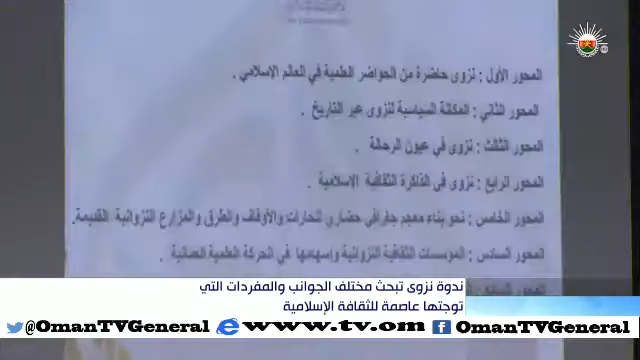 المحور الأول : نزوى حاضرة من الحواضر العلمية في العالم الإسلامي .
المحور الثاني : المكانة السياسية لنزوى عبر التاريخ .
المحور الثالث : نزوى في عيون الرحالة .
المحور الرابع : نزوى في الذاكرة الثقافية الإسلامية .
المحور الخامس : نحو بناء معجم جغرافي حضاري للحارات والأوقاف والطرق والمزارع النزوانية القديمة.
المحور السادس : المؤسسات الثقافية النزوانية وإسهامها في الحركة العلمية العمانية .
ندوة نزوى تبحث مختلف الجوانب والمفردات التي
توجتها عاصمة للثقافة الإسلامية
@OmanTVGeneral www.tv.om OmanTVGeneral